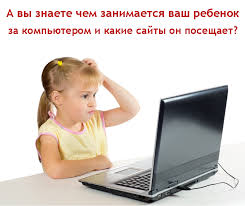 А вы знаете чем занимается ваш ребенок
за компьютером и какие сайты он посещает?